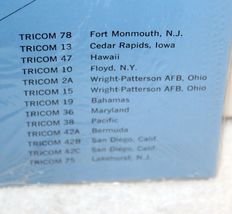 TRICOM 78 Fort Monmouth, N.J.
TRICOM 13 Cedar Rapids, Iowa
TRICOM 47 Hawaii
TRICOM 10 Floyd, N.Y.
TRICOM 2A Wright-Patterson AFB, Ohio
TRICOM 15 Wright-Patterson AFB, Ohio
TRICOM 19 Bahamas
TRICOM 36 Maryland
TRICOM 38 Pacific
TRICOM 42A Bermuda
TRICOM 42B San Diego, Calif.
TRICOM 42C San Diego, Calif.
TRICOM 75 Lakehurst, N.J.